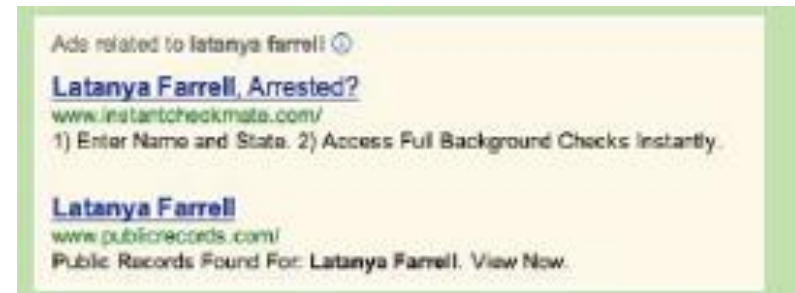 Ads related to latanya farrell ⓘ
Latanya Farrell, Arrested?
www.instantcheckmate.com/
1) Enter Name and State. 2) Access Full Background Checks Instantly.
Latanya Farrell
www.publicrecords.com/
Public Records Found For: Latanya Farrell. View Now.